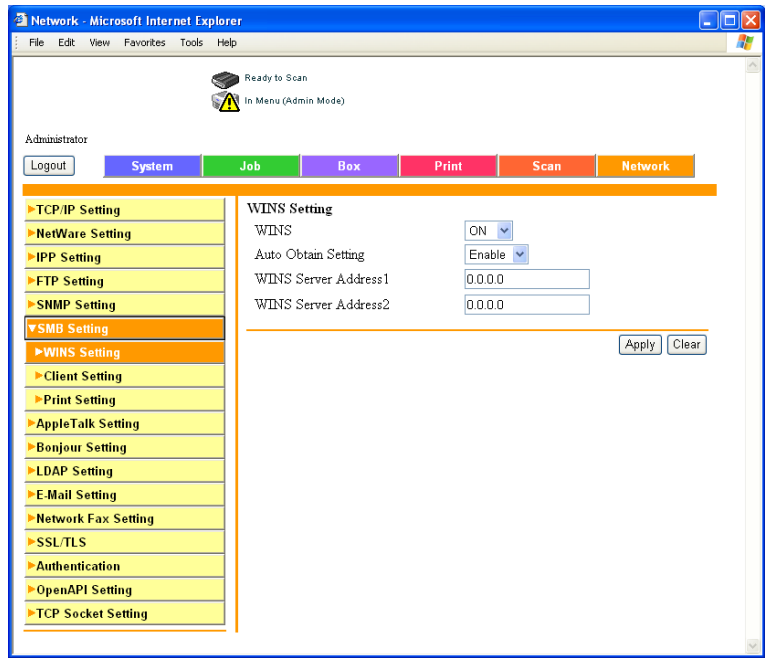 Network - Microsoft Internet Explorer
File Edit View Favorites Tools Help
Ready to Scan
In Menu (Admin Mode)
Administrator
Logout System Job Box Print Scan Network
TCP/IP Setting
NetWare Setting
IPP Setting
FTP Setting
SNMP Setting
SMB Setting
WINS Setting
Client Setting
Print Setting
AppleTalk Setting
Bonjour Setting
LDAP Setting
E-Mail Setting
Network Fax Setting
SSL/TLS
Authentication
OpenAPI Setting
TCP Socket Setting
WINS Setting
WINS ON
Auto Obtain Setting Enable
WINS Server Address1 0.0.0.0
WINS Server Address2 0.0.0.0
Apply Clear